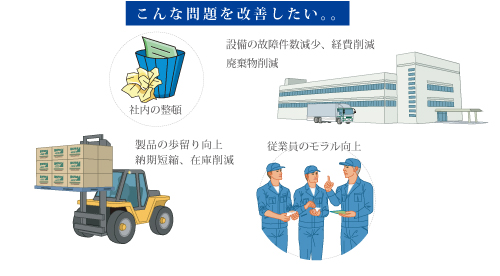 こんな問題を改善したい。。
設備の故障件数減少、経費削減
廃棄物削減
社内の整頓
製品の歩留り向上
納期短縮、在庫削減
従業員のモラル向上